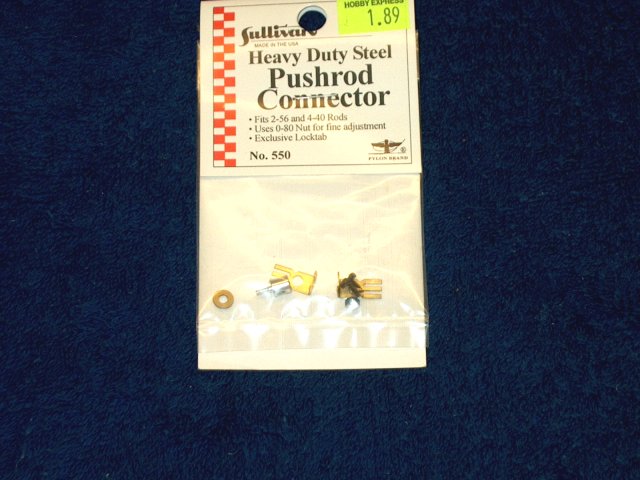 HOBBY EXPRESS
1.89
Sullivan
MADE IN THE USA
Heavy Duty Steel
Pushrod
Connector
• Fits 2-56 and 4-40 Rods
• Uses 0-80 Nut for fine adjustment
• Exclusive Locktab
No. 550
®
PYLON BRAND